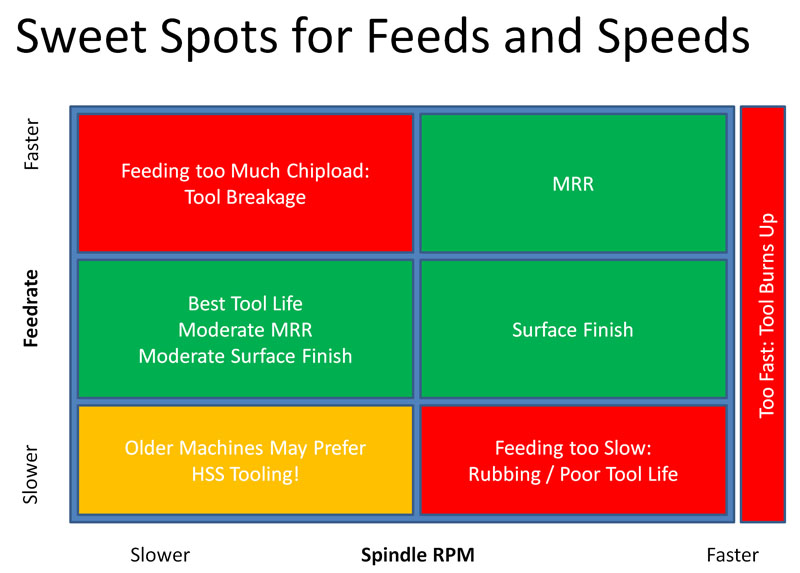 Sweet Spots for Feeds and Speeds
Faster
Feeding too Much Chipload:
Tool Breakage
MRR
Feedrate
Best Tool Life
Moderate MRR
Moderate Surface Finish
Surface Finish
Too Fast: Tool Burns Up
Slower
Older Machines May Prefer
HSS Tooling!
Feeding too Slow:
Rubbing / Poor Tool Life
Slower
Spindle RPM
Faster